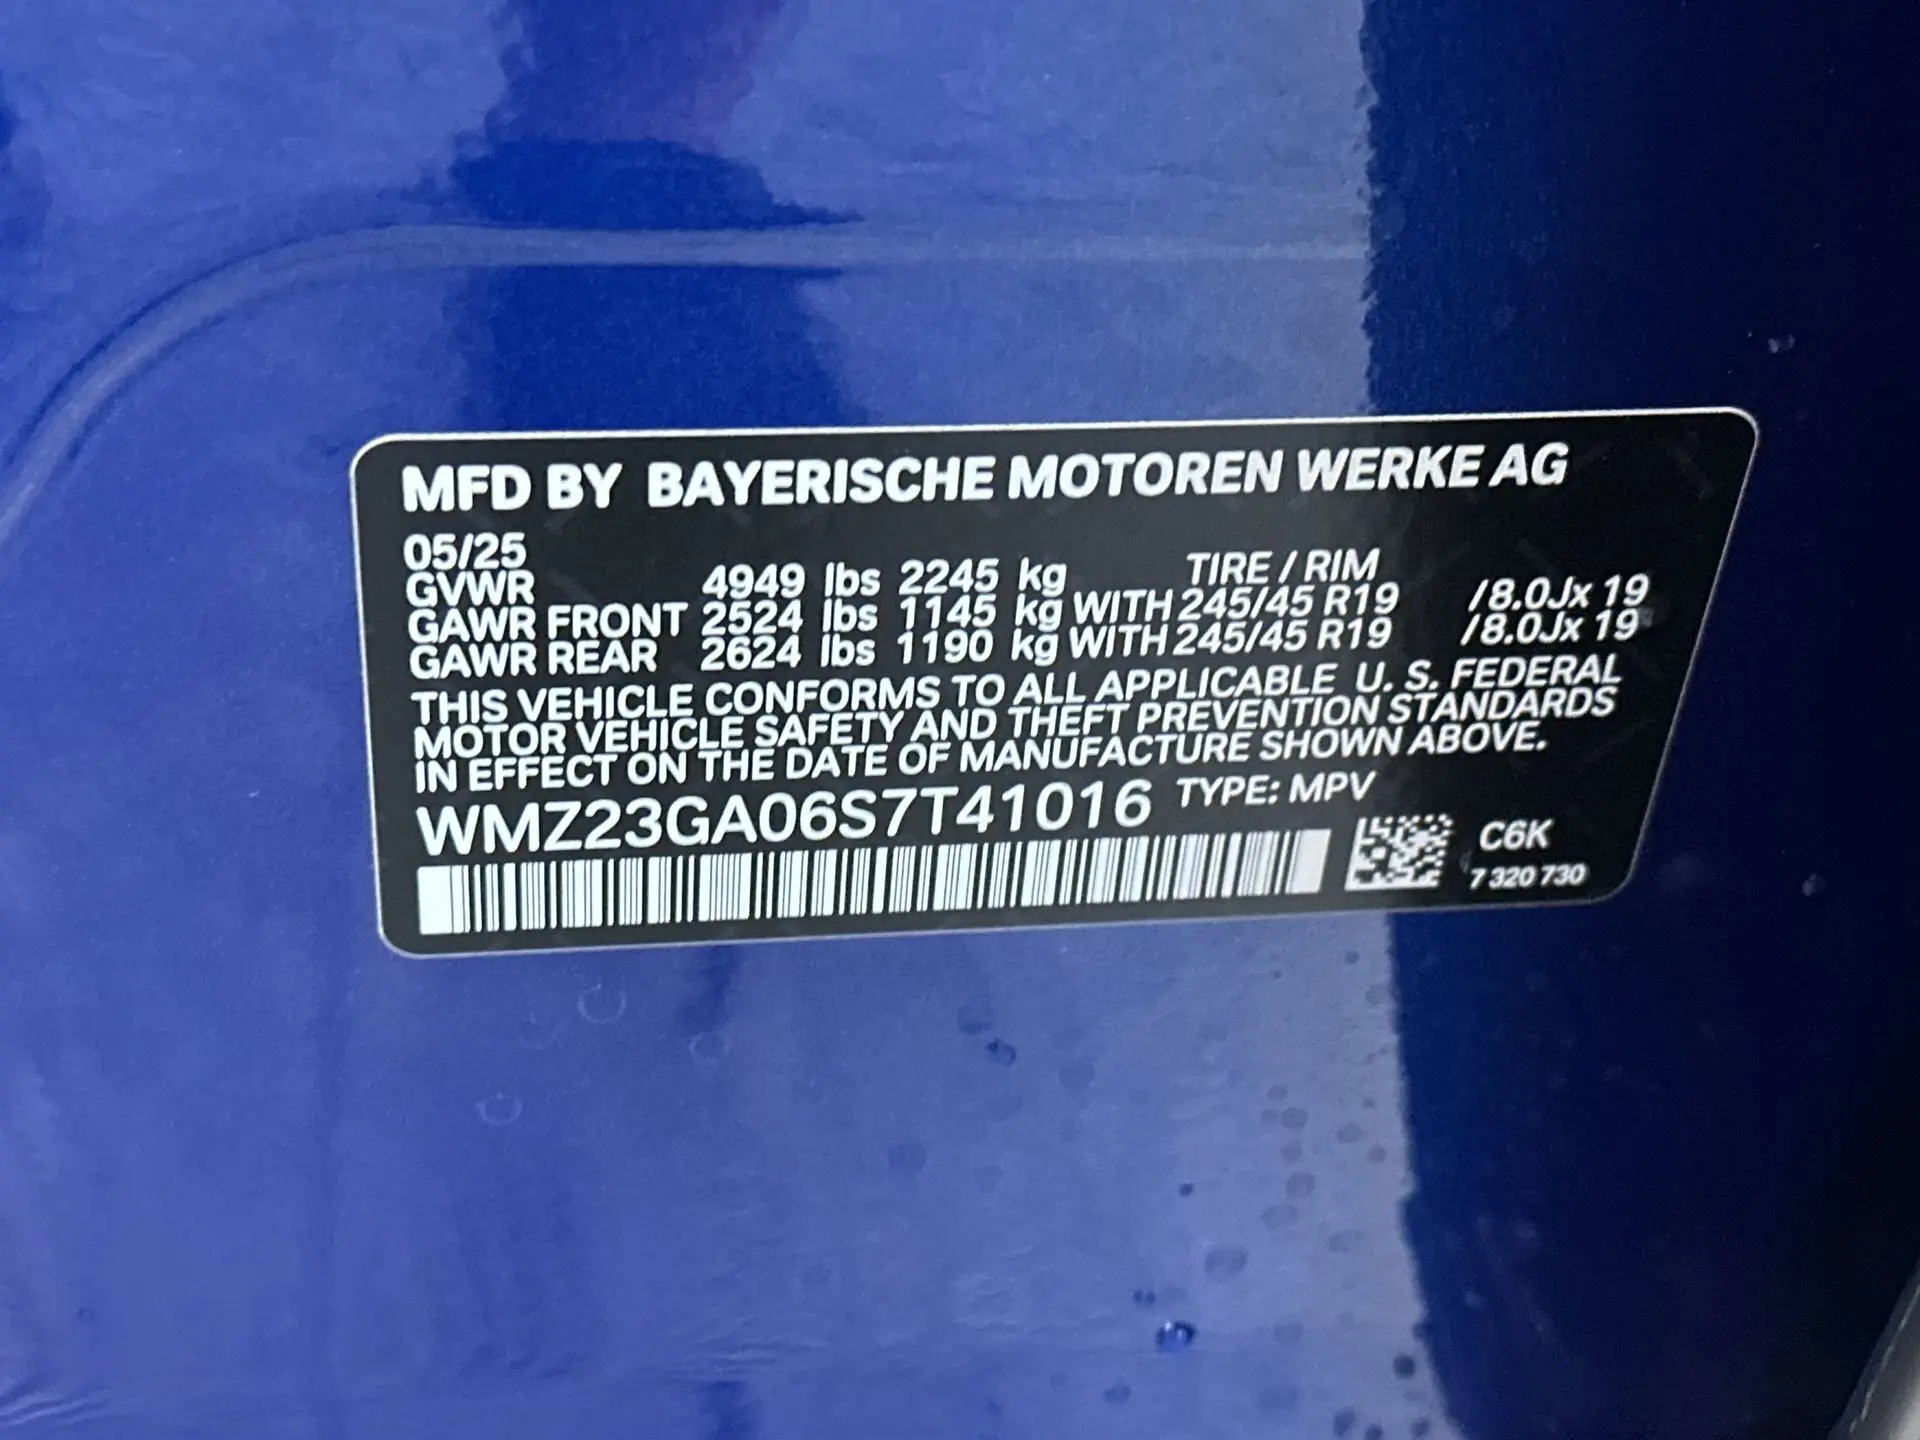 MFD BY BAYERISCHE MOTOREN WERKE AG
05/25
TIRE / RIM
GVWR 4949 lbs 2245 kg
GAWR FRONT 2524 lbs 1145 kg WITH 245/45 R19 /8.0Jx 19
GAWR REAR 2624 lbs 1190 kg WITH 245/45 R19 /8.0Jx 19
THIS VEHICLE CONFORMS TO ALL APPLICABLE U. S. FEDERAL
MOTOR VEHICLE SAFETY AND THEFT PREVENTION STANDARDS
IN EFFECT ON THE DATE OF MANUFACTURE SHOWN ABOVE.
WMZ23GA06S7T41016 TYPE: MPV
C6K
7 320 730